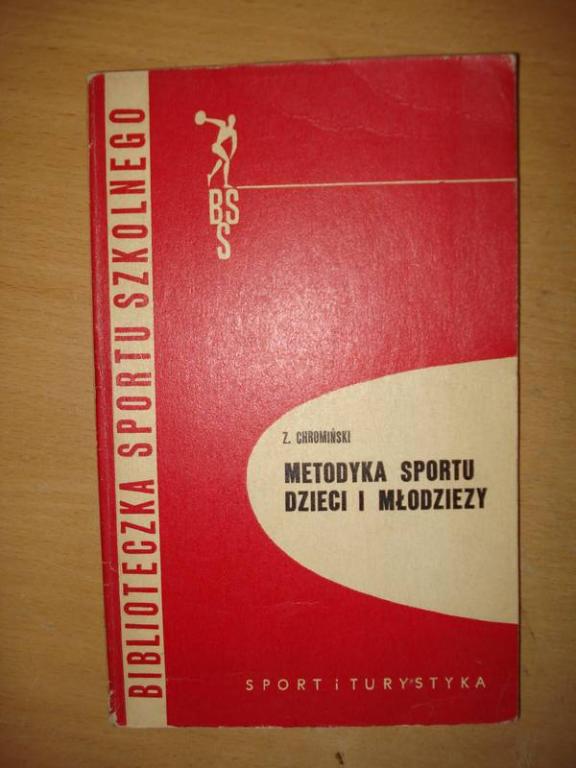 BIBLIOTECZKA SPORTU SZKOLNEGO
BSS
S
Z. CHROMIŃSKI
METODYKA SPORTU
DZIECI I MŁODZIEZY
SPORT i TURYSTYKA